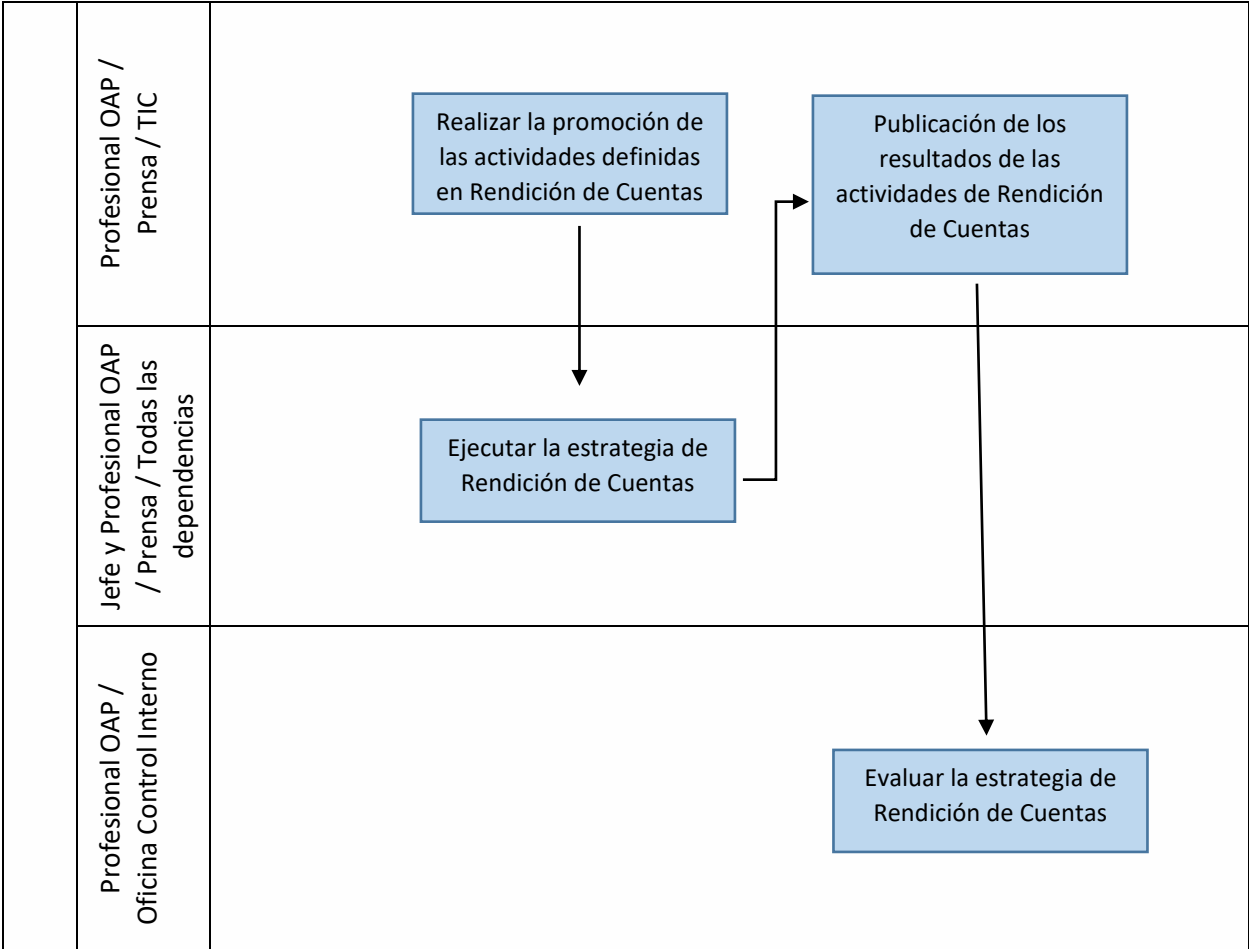 Profesional OAP /
Prensa / TIC
Realizar la promoción de
las actividades definidas
en Rendición de Cuentas
Publicación de los
resultados de las
actividades de Rendición
de Cuentas
Jefe y Profesional OAP
/ Prensa / Todas las
dependencias
Ejecutar la estrategia de
Rendición de Cuentas
Profesional OAP /
Oficina Control Interno
Evaluar la estrategia de
Rendición de Cuentas